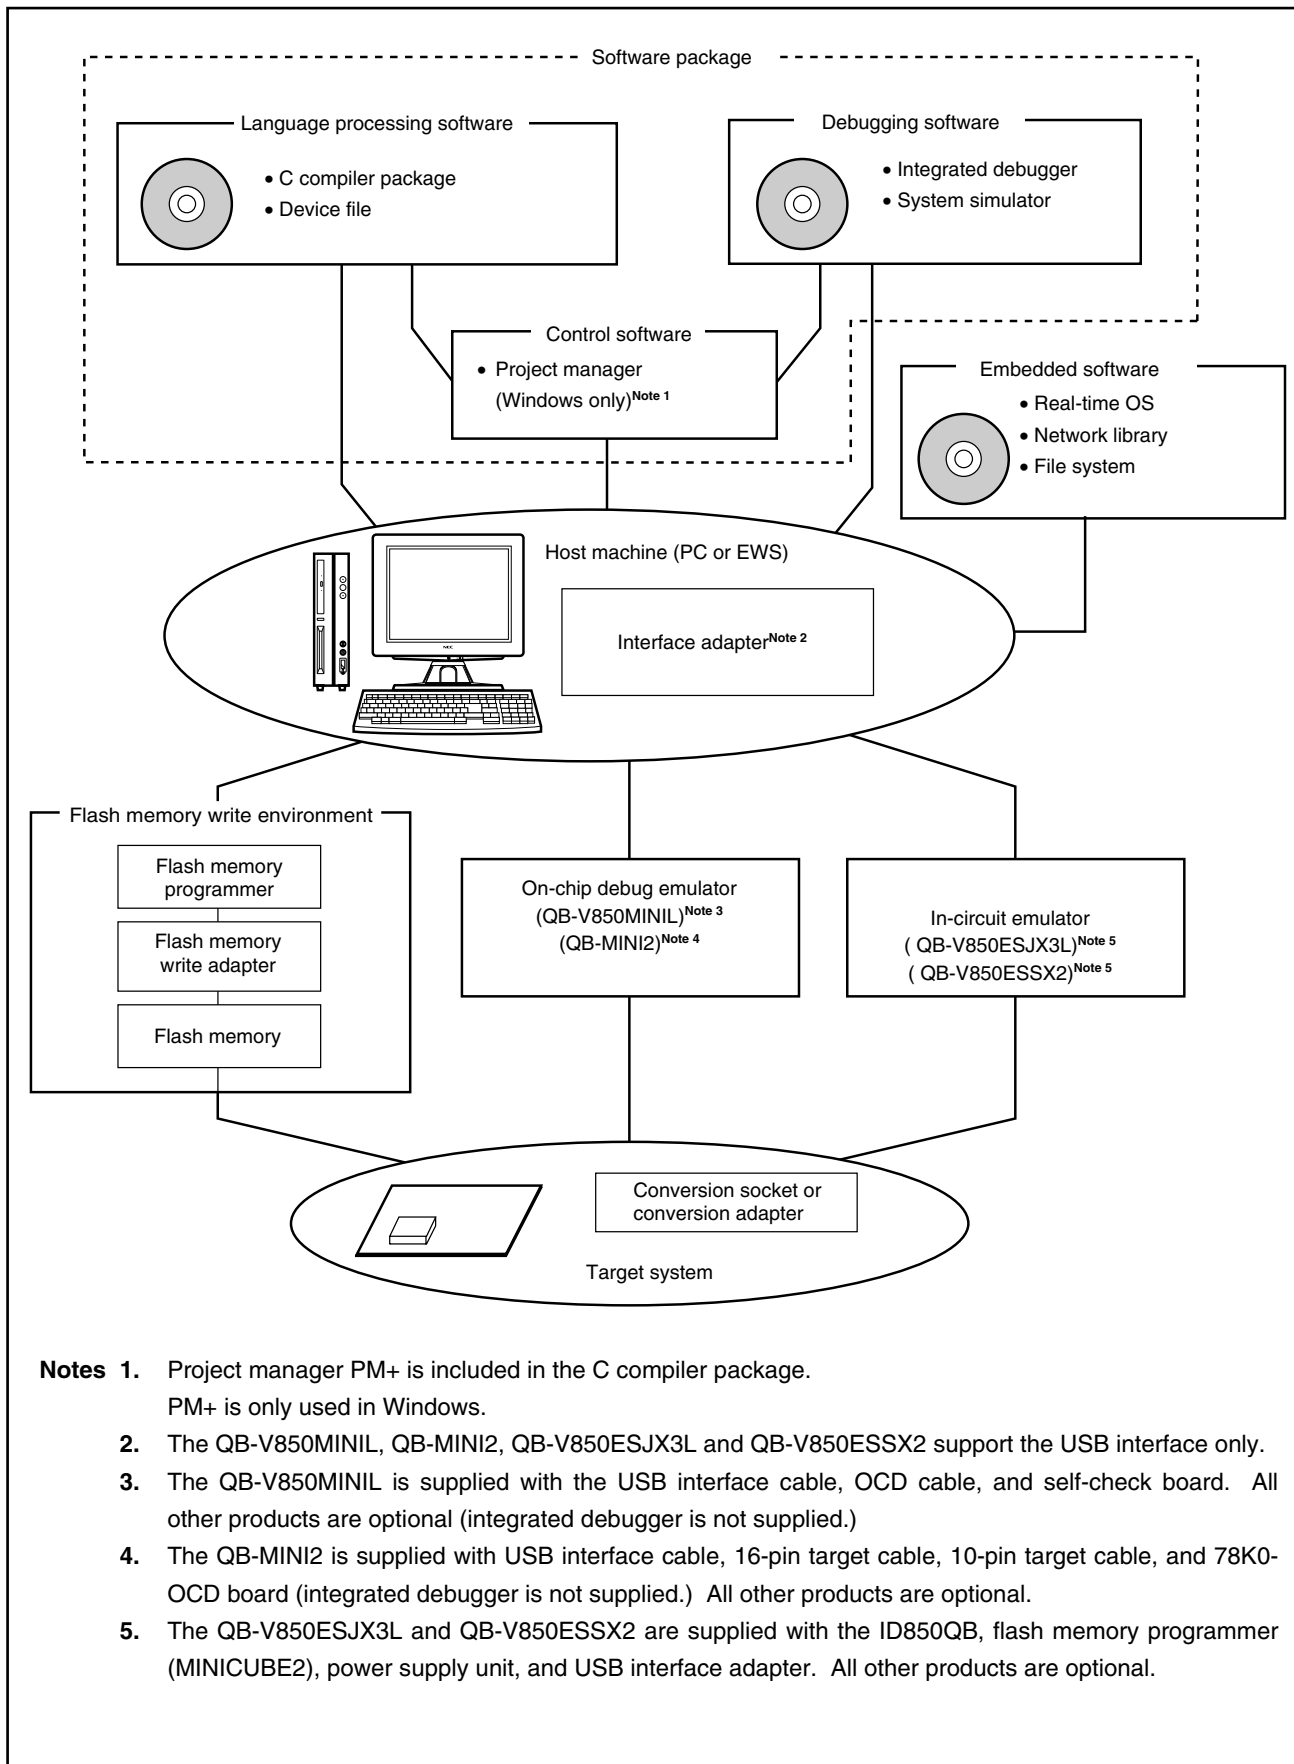 Software package
Language processing software
• C compiler package
• Device file
Debugging software
• Integrated debugger
• System simulator
Control software
• Project manager
(Windows only)Note 1
Embedded software
• Real-time OS
• Network library
• File system
Host machine (PC or EWS)
Interface adapterNote 2
NEC
Flash memory write environment
Flash memory
programmer
Flash memory
write adapter
Flash memory
On-chip debug emulator
(QB-V850MINIL)Note 3
(QB-MINI2)Note 4
In-circuit emulator
( QB-V850ESJX3L)Note 5
( QB-V850ESSX2)Note 5
Conversion socket or
conversion adapter
Target system
Notes 1. Project manager PM+ is included in the C compiler package.
PM+ is only used in Windows.
2. The QB-V850MINIL, QB-MINI2, QB-V850ESJX3L and QB-V850ESSX2 support the USB interface only.
3. The QB-V850MINIL is supplied with the USB interface cable, OCD cable, and self-check board. All
other products are optional (integrated debugger is not supplied.)
4. The QB-MINI2 is supplied with USB interface cable, 16-pin target cable, 10-pin target cable, and 78K0-
OCD board (integrated debugger is not supplied.) All other products are optional.
5. The QB-V850ESJX3L and QB-V850ESSX2 are supplied with the ID850QB, flash memory programmer
(MINICUBE2), power supply unit, and USB interface adapter. All other products are optional.